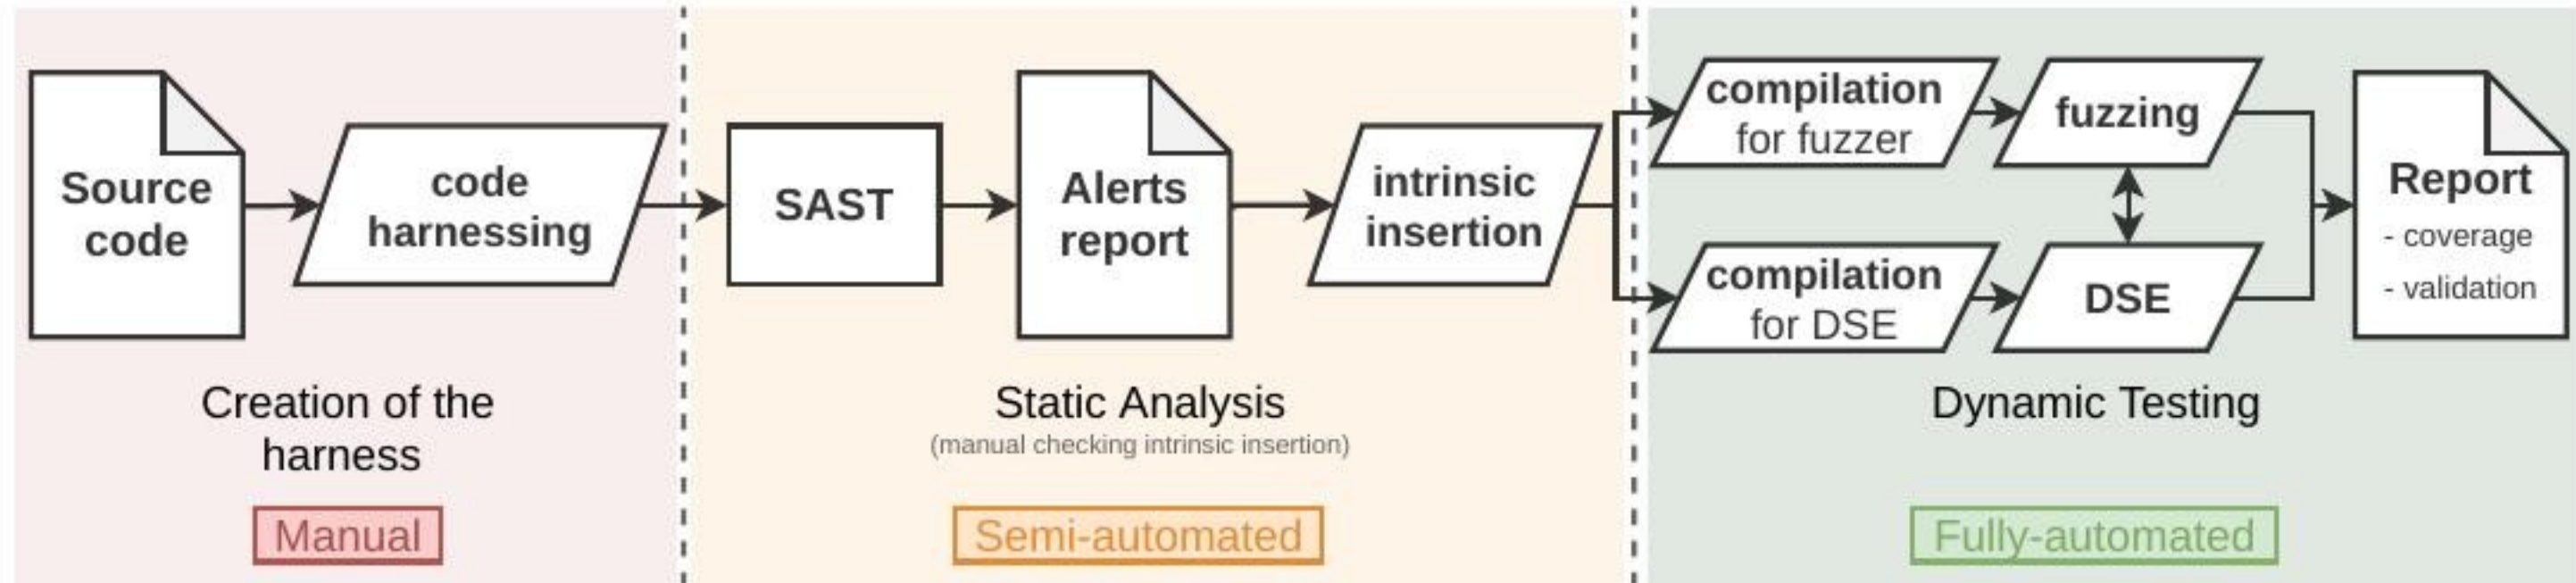 Source
code
code
harnessing
SAST
Alerts
report
intrinsic
insertion
compilation
for fuzzer
fuzzing
compilation
for DSE
DSE
Report
- coverage
- validation
Creation of the
harness
Manual
Static Analysis
(manual checking intrinsic insertion)
Semi-automated
Dynamic Testing
Fully-automated